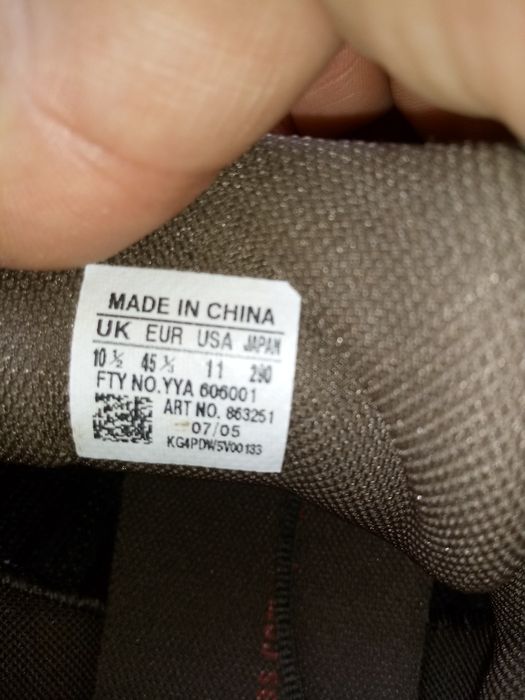 MADE IN CHINA
UK EUR USA JAPAN
10 ½ 45 ⅓ 11 290
FTY NO.YYA 606001
ART NO. 863251
07/05
KG4PDW5V00133